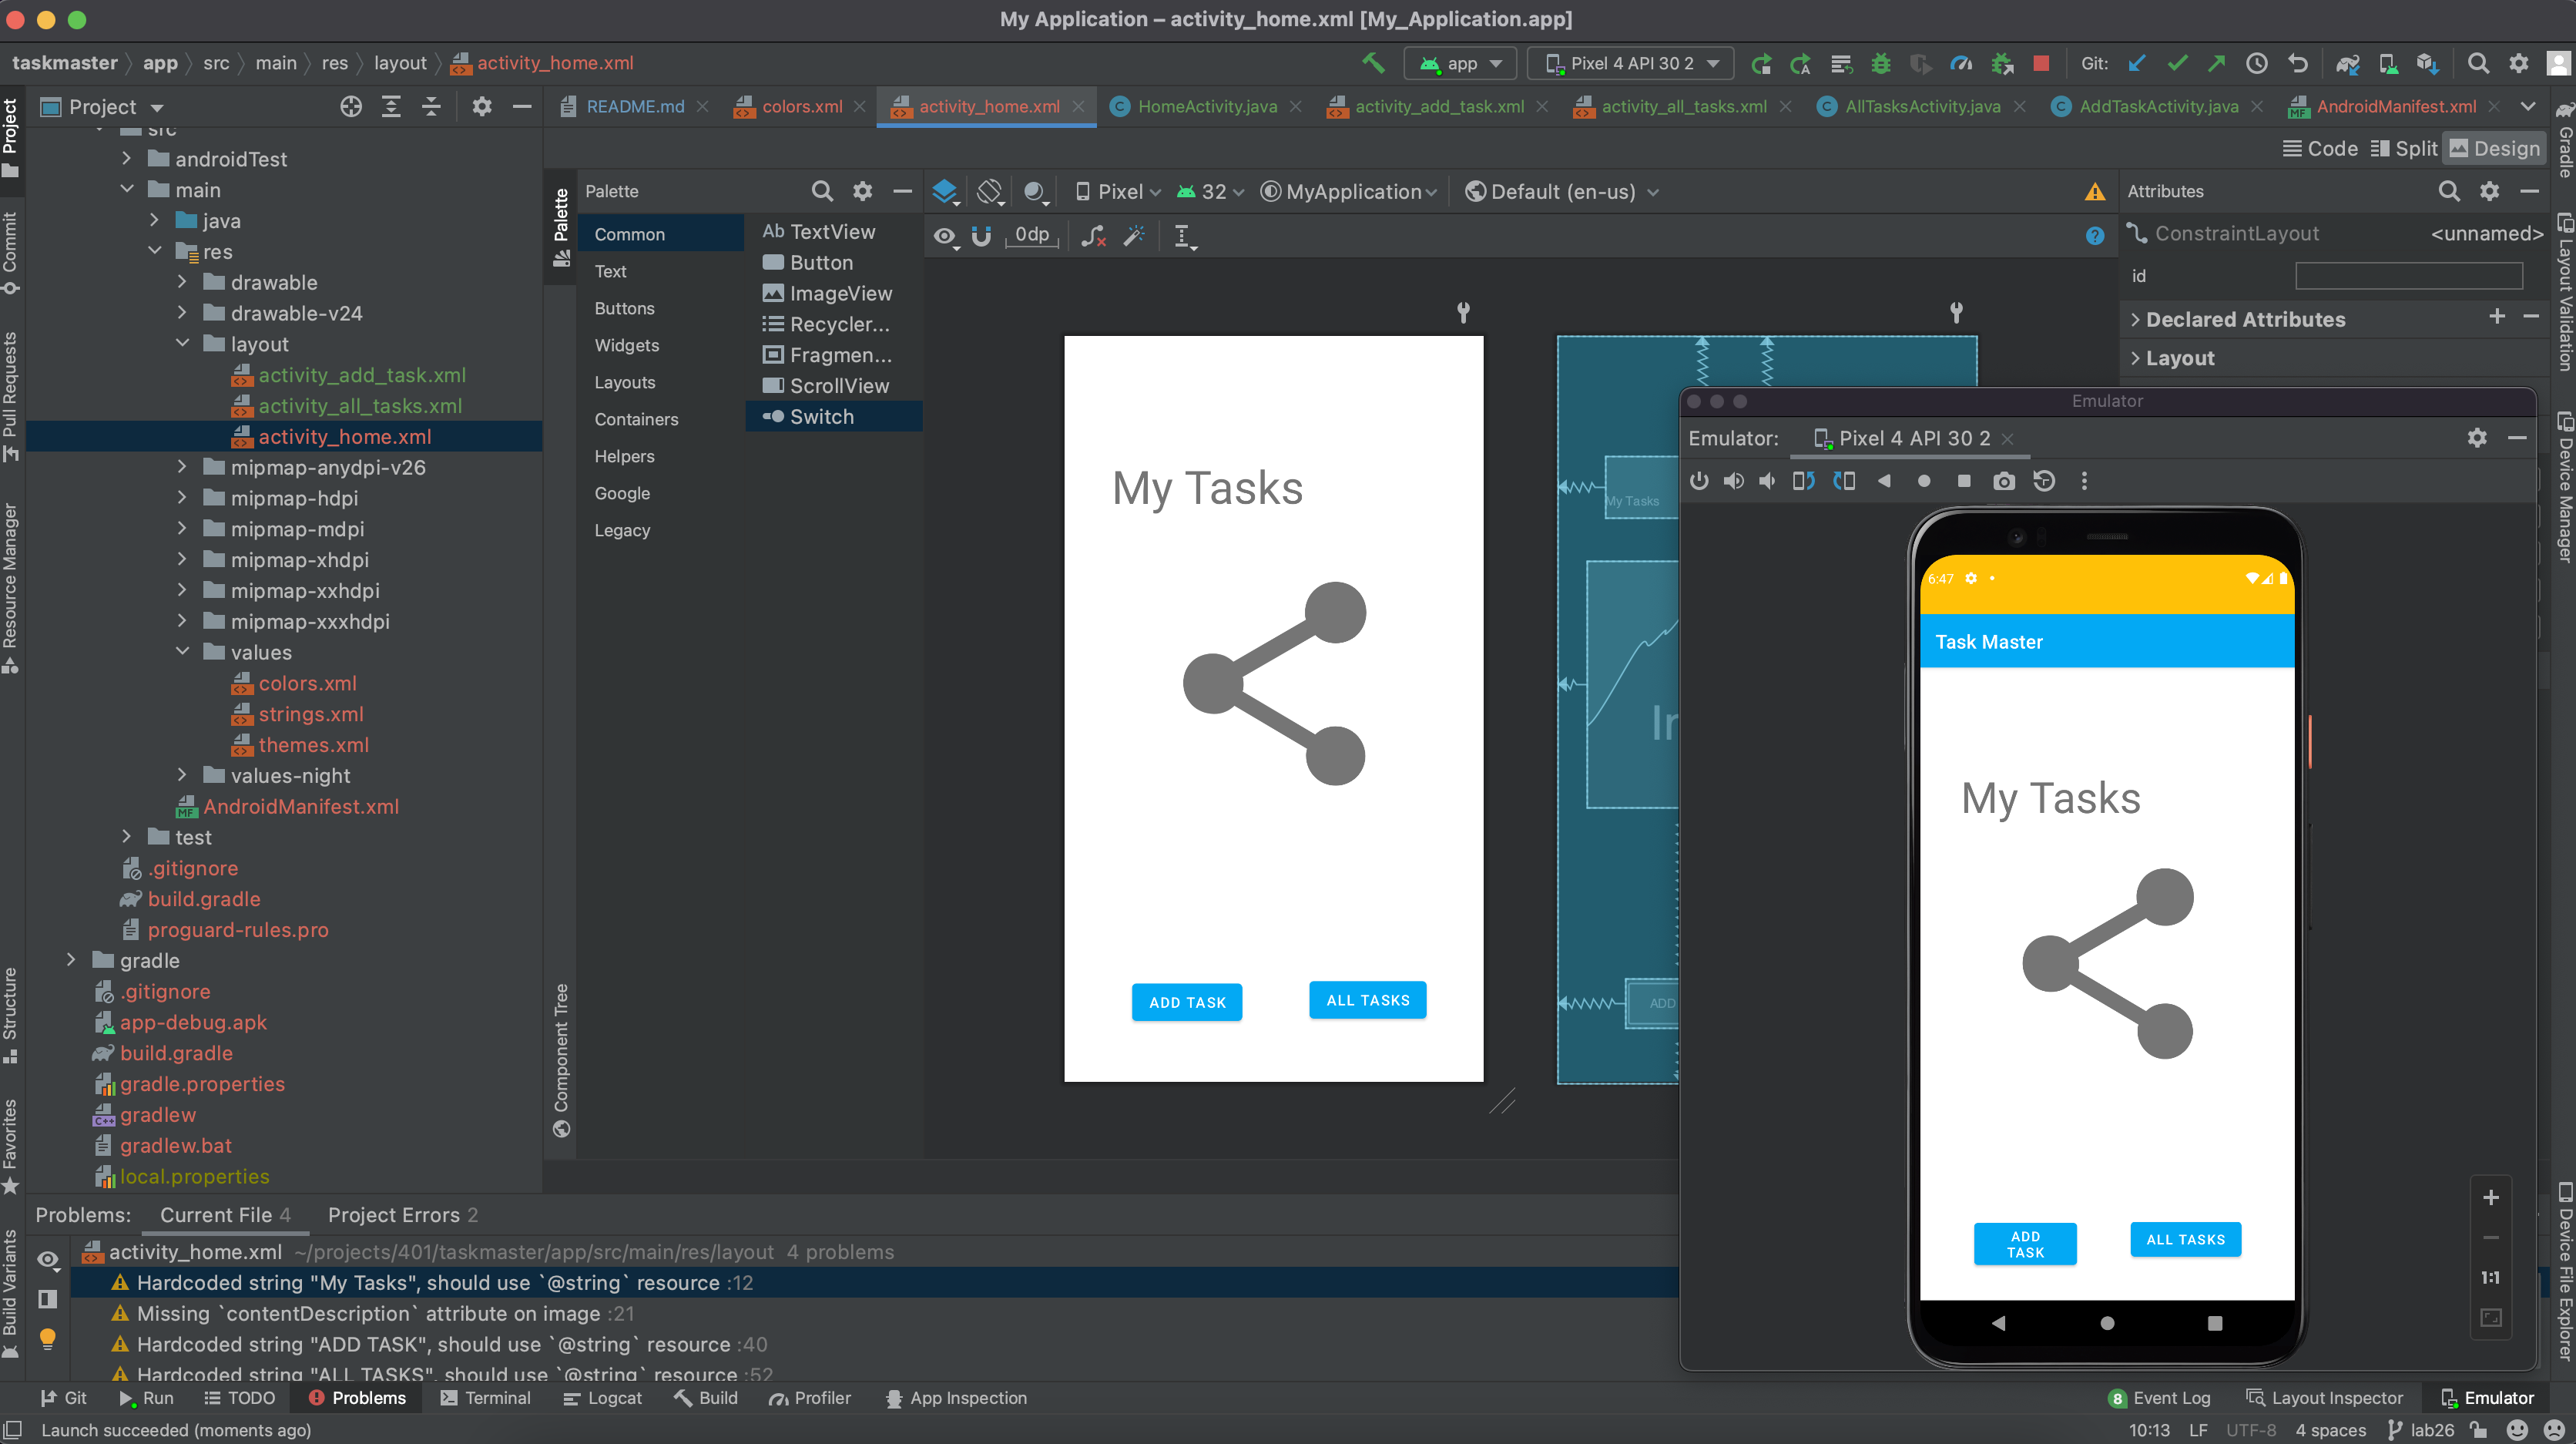 My Application – activity_home.xml [My_Application.app]
taskmaster app src main res layout activity_home.xml
app Pixel 4 API 30 2 Git:
Project
README.md colors.xml activity_home.xml HomeActivity.java activity_add_task.xml activity_all_tasks.xml AllTasksActivity.java AddTaskActivity.java AndroidManifest.xml
Code Split Design
src
androidTest
main
java
res
drawable
drawable-v24
layout
activity_add_task.xml
activity_all_tasks.xml
activity_home.xml
mipmap-anydpi-v26
mipmap-hdpi
mipmap-mdpi
mipmap-xhdpi
mipmap-xxhdpi
mipmap-xxxhdpi
values
colors.xml
strings.xml
themes.xml
values-night
AndroidManifest.xml
test
.gitignore
build.gradle
proguard-rules.pro
gradle
.gitignore
app-debug.apk
build.gradle
gradle.properties
gradlew
gradlew.bat
local.properties
Project
Commit
Pull Requests
Resource Manager
Structure
Favorites
Build Variants
Palette
Component Tree
Palette
Common
Text
Buttons
Widgets
Layouts
Containers
Helpers
Google
Legacy
Ab TextView
Button
ImageView
Recycler...
Fragmen...
ScrollView
Switch
Pixel 32 MyApplication Default (en-us)
0dp
My Tasks
ADD TASK
ALL TASKS
My Tasks
ADD
Attributes
ConstraintLayout <unnamed>
id
Declared Attributes
Layout
Emulator
Emulator: Pixel 4 API 30 2
6:47
Task Master
My Tasks
ADD
TASK
ALL TASKS
1:1
Gradle
Layout Validation
Device Manager
Device File Explorer
Problems: Current File 4 Project Errors 2
activity_home.xml ~/projects/401/taskmaster/app/src/main/res/layout 4 problems
Hardcoded string "My Tasks", should use `@string` resource :12
Missing `contentDescription` attribute on image :21
Hardcoded string "ADD TASK", should use `@string` resource :40
Hardcoded string "ALL TASKS", should use `@string` resource :52
Git Run TODO Problems Terminal Logcat Build Profiler App Inspection
8 Event Log Layout Inspector Emulator
Launch succeeded (moments ago)
10:13 LF UTF-8 4 spaces lab26